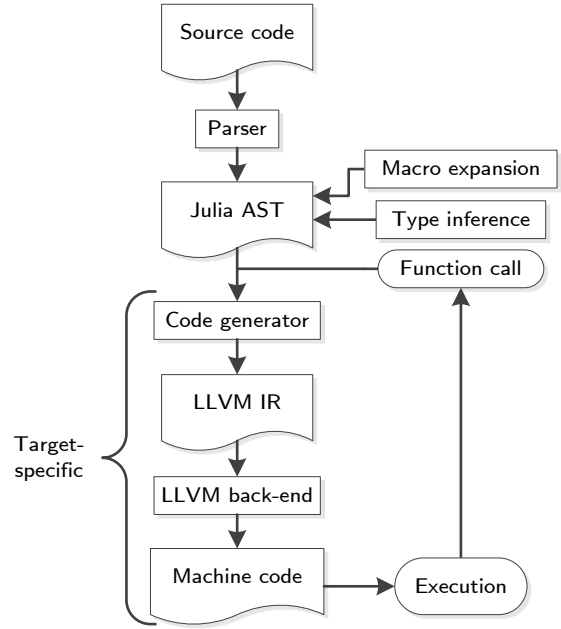 Source code
Parser
Macro expansion
Julia AST
Type inference
Function call
Code generator
LLVM IR
Target-
specific
LLVM back-end
Machine code
Execution